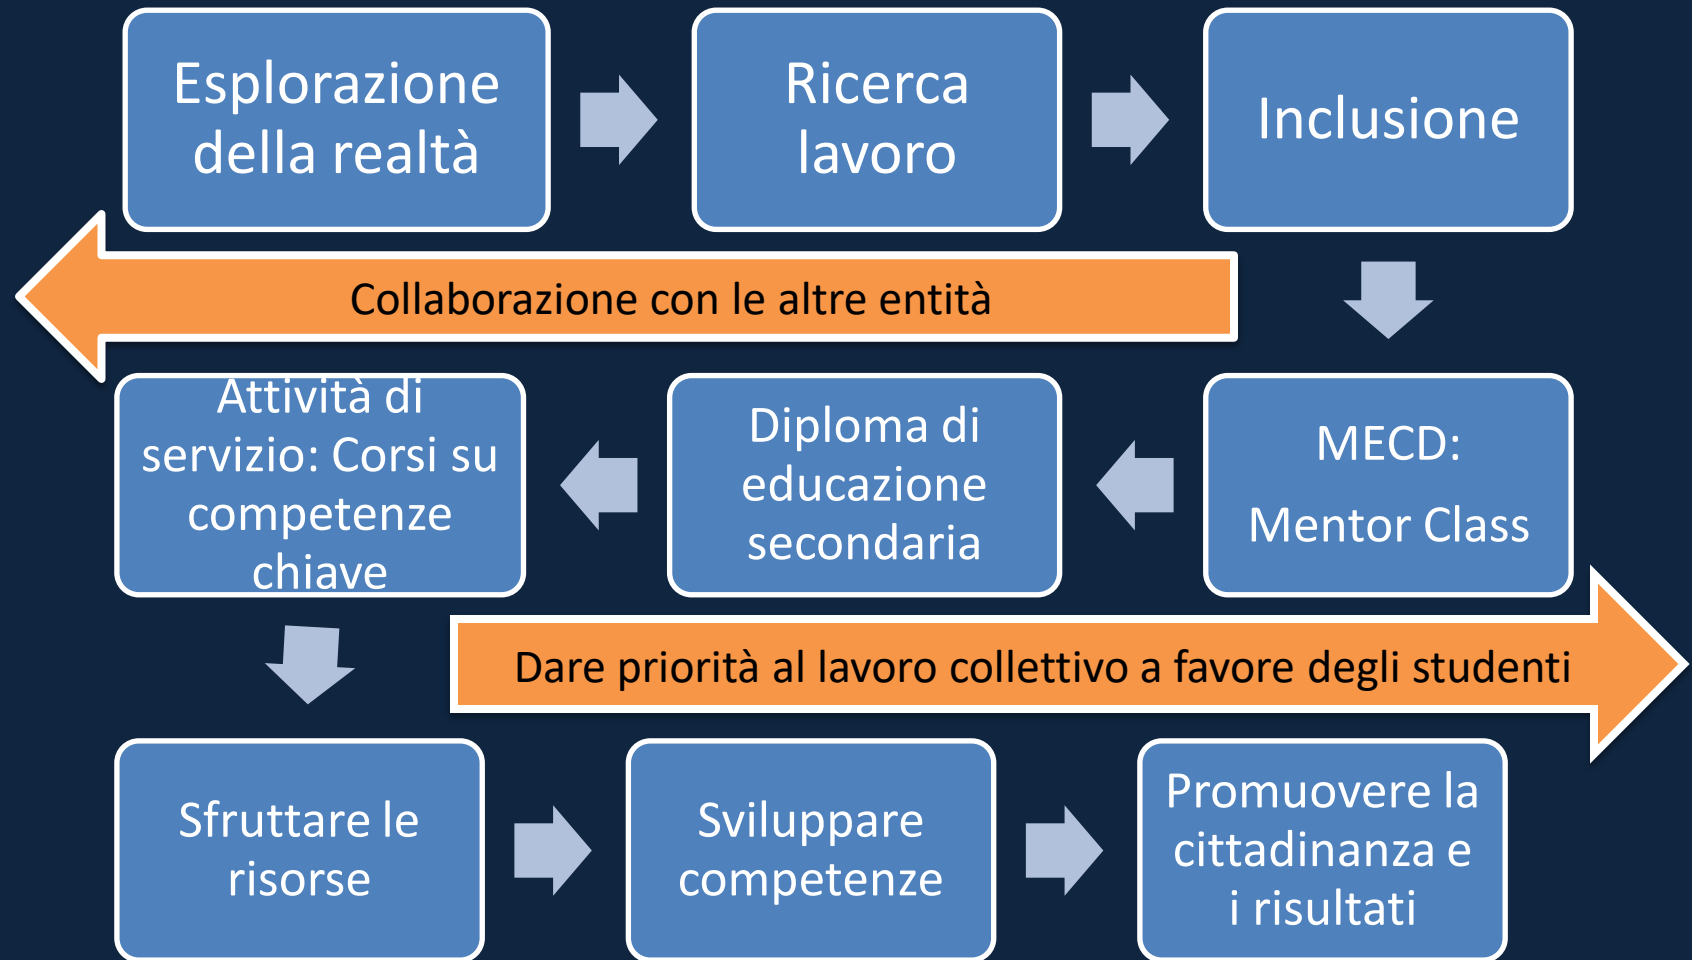 Esplorazione
della realtà
Ricerca
lavoro
Inclusione
Collaborazione con le altre entità
Attività di
servizio: Corsi su
competenze
chiave
Diploma di
educazione
secondaria
MECD:
Mentor Class
Dare priorità al lavoro collettivo a favore degli studenti
Sfruttare le
risorse
Sviluppare
competenze
Promuovere la
cittadinanza e
i risultati